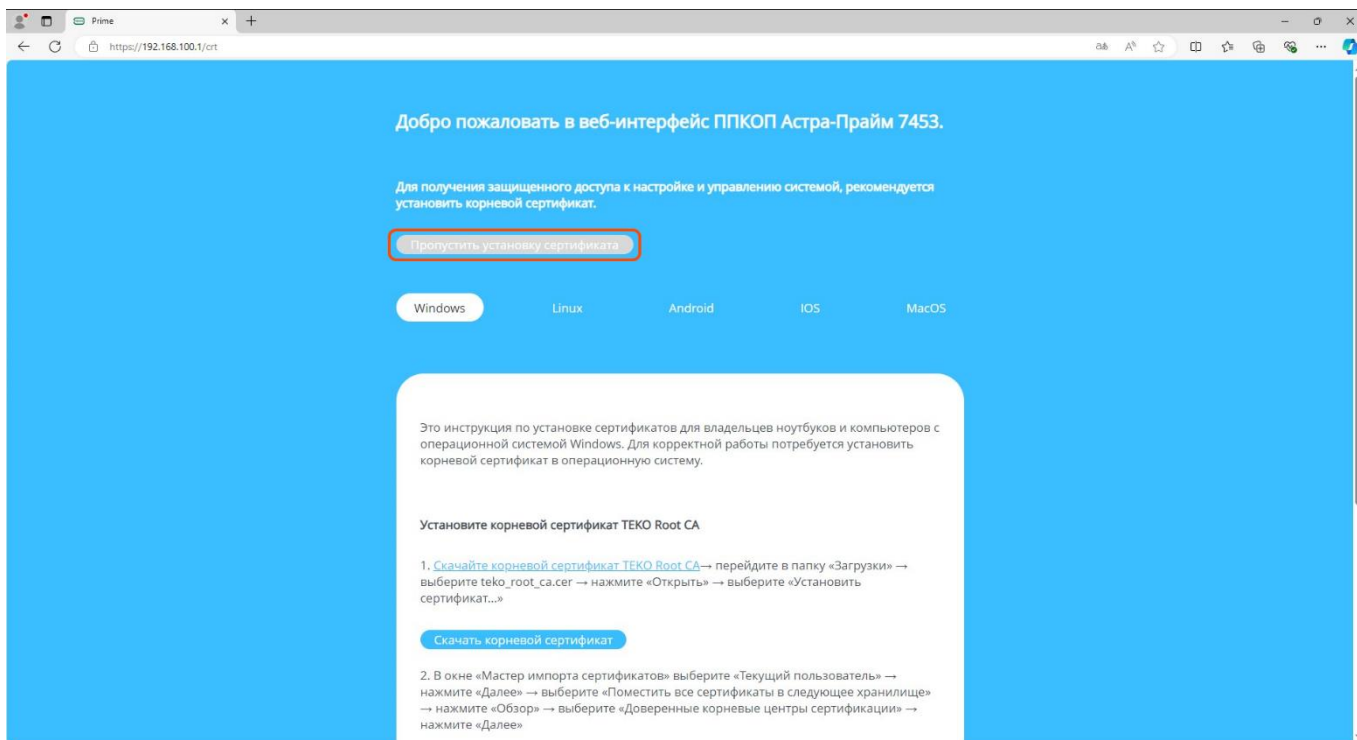 Prime
https://192.168.100.1/crt
Добро пожаловать в веб-интерфейс ППКОП Астра-Прайм 7453.
Для получения защищенного доступа к настройке и управлению системой, рекомендуется
установить корневой сертификат.
Пропустить установку сертификата
Windows Linux Android IOS MacOS
Это инструкция по установке сертификатов для владельцев ноутбуков и компьютеров с
операционной системой Windows. Для корректной работы потребуется установить
корневой сертификат в операционную систему.
Установите корневой сертификат TEKO Root CA
1. Скачайте корневой сертификат TEKO Root CA→ перейдите в папку «Загрузки» →
выберите teko_root_ca.cer → нажмите «Открыть» → выберите «Установить
сертификат...»
Скачать корневой сертификат
2. В окне «Мастер импорта сертификатов» выберите «Текущий пользователь» →
нажмите «Далее» → выберите «Поместить все сертификаты в следующее хранилище»
→ нажмите «Обзор» → выберите «Доверенные корневые центры сертификации» →
нажмите «Далее»